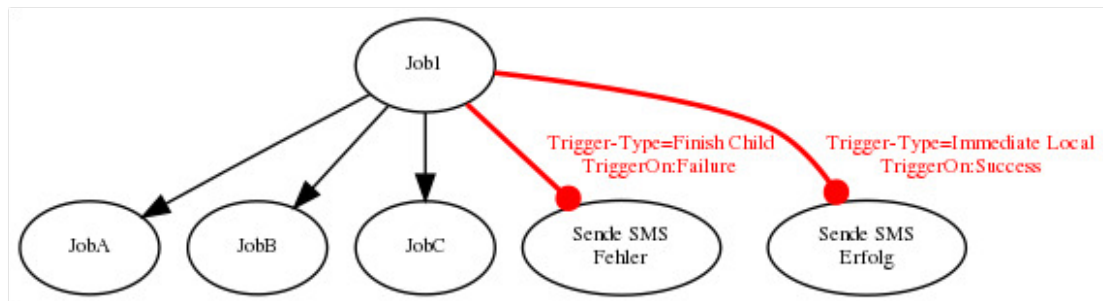 Job1
Trigger-Type=Finish Child
TriggerOn:Failure
Trigger-Type=Immediate Local
TriggerOn:Success
JobA
JobB
JobC
Sende SMS
Fehler
Sende SMS
Erfolg